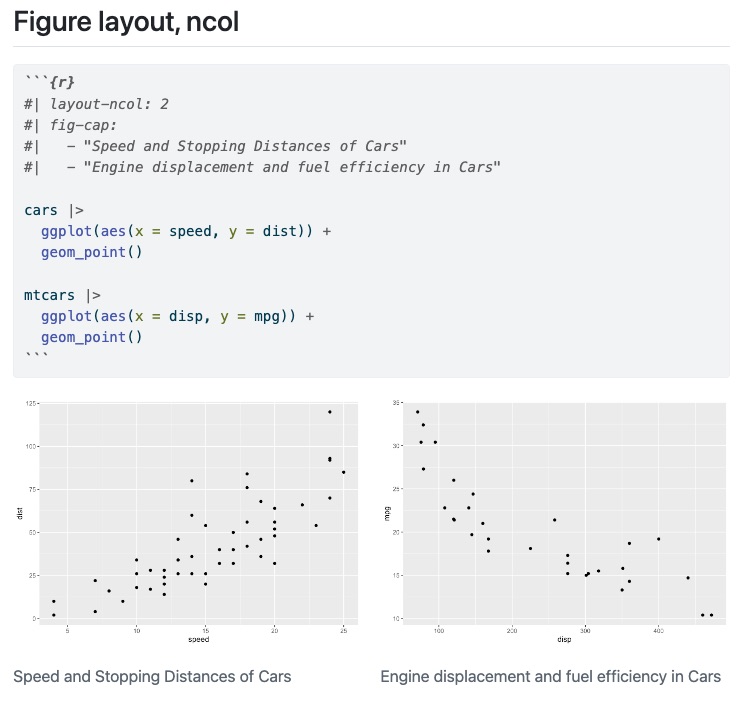 Figure layout, ncol
```{r}
#| layout-ncol: 2
#| fig-cap:
#|   - "Speed and Stopping Distances of Cars"
#|   - "Engine displacement and fuel efficiency in Cars"
cars |>
  ggplot(aes(x = speed, y = dist)) +
  geom_point()
mtcars |>
  ggplot(aes(x = disp, y = mpg)) +
  geom_point()
```
125
100
75
50
25
0
dist
5 10 15 20 25
speed
35
30
25
20
15
10
mpg
100 200 300 400
disp
Speed and Stopping Distances of Cars
Engine displacement and fuel efficiency in Cars